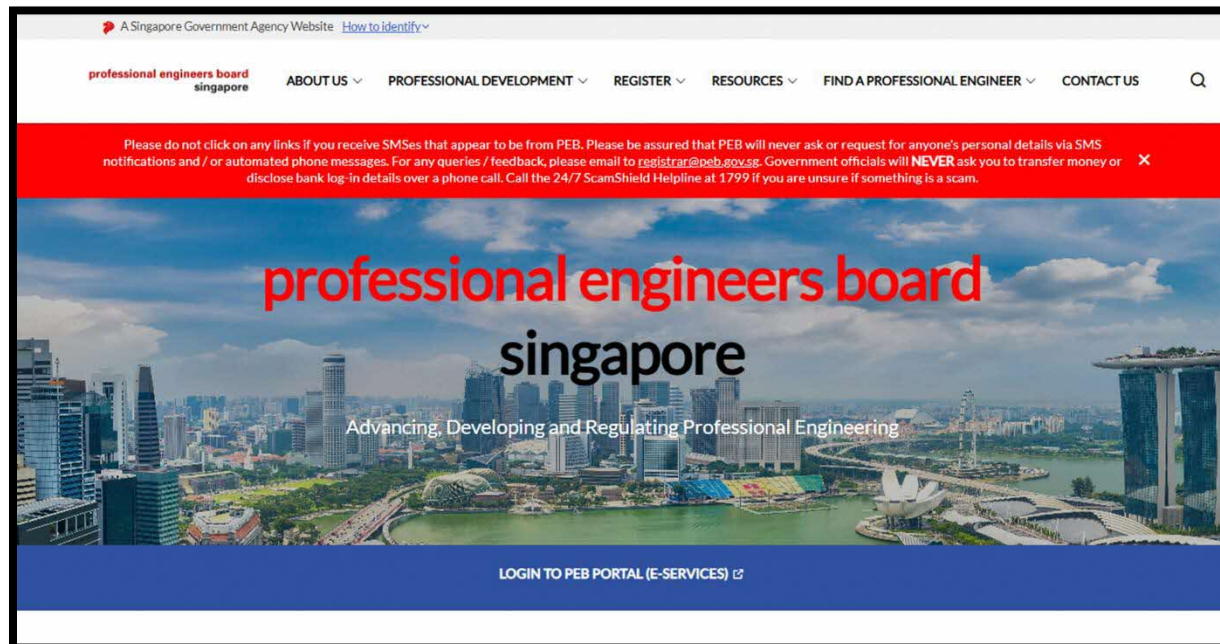 A Singapore Government Agency Website How to identify
professional engineers board
singapore
ABOUT US PROFESSIONAL DEVELOPMENT REGISTER RESOURCES FIND A PROFESSIONAL ENGINEER CONTACT US
Please do not click on any links if you receive SMSes that appear to be from PEB. Please be assured that PEB will never ask or request for anyone's personal details via SMS
notifications and / or automated phone messages. For any queries / feedback, please email to registrar@peb.gov.sg. Government officials will NEVER ask you to transfer money or
disclose bank log-in details over a phone call. Call the 24/7 ScamShield Helpline at 1799 if you are unsure if something is a scam.
professional engineers board
singapore
Advancing, Developing and Regulating Professional Engineering
LOGIN TO PEB PORTAL (E-SERVICES)